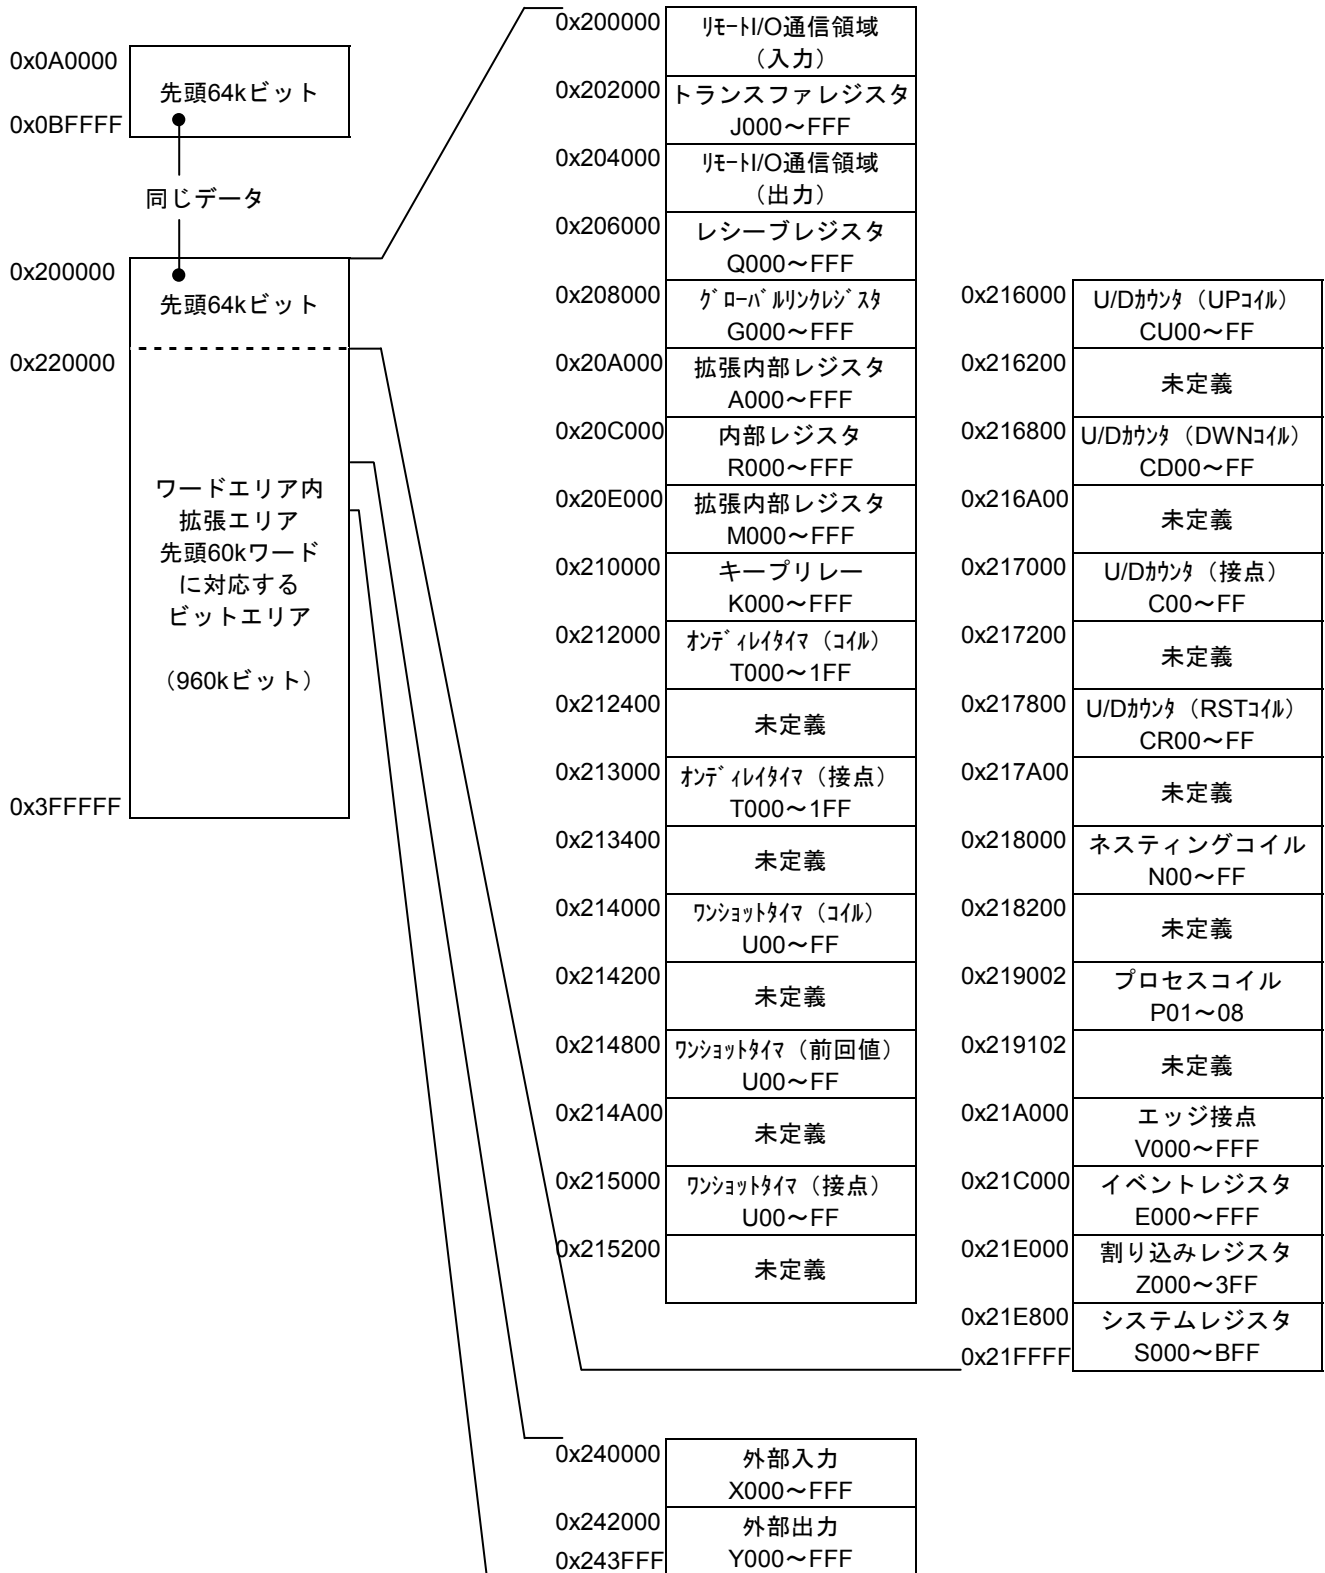 0x0A0000
先頭64kビット
0x0BFFFF
同じデータ
0x200000
先頭64kビット
0x220000
ワードエリア内
拡張エリア
先頭60kワード
に対応する
ビットエリア
（960kビット）
0x3FFFFF
0x200000
ﾘﾓｰﾄI/O通信領域
（入力）
0x202000
トランスファレジスタ
J000～FFF
0x204000
ﾘﾓｰﾄI/O通信領域
（出力）
0x206000
レシーブレジスタ
Q000～FFF
0x208000
ｸﾞﾛｰﾊﾞﾙﾘﾝｸﾚｼﾞｽﾀ
G000～FFF
0x20A000
拡張内部レジスタ
A000～FFF
0x20C000
内部レジスタ
R000～FFF
0x20E000
拡張内部レジスタ
M000～FFF
0x210000
キープリレー
K000～FFF
0x212000
ｵﾝﾃﾞｨﾚｲﾀｲﾏ（ｺｲﾙ）
T000～1FF
0x212400
未定義
0x213000
ｵﾝﾃﾞｨﾚｲﾀｲﾏ（接点）
T000～1FF
0x213400
未定義
0x214000
ﾜﾝｼｮｯﾄﾀｲﾏ（ｺｲﾙ）
U00～FF
0x214200
未定義
0x214800
ﾜﾝｼｮｯﾄﾀｲﾏ（前回値）
U00～FF
0x214A00
未定義
0x215000
ﾜﾝｼｮｯﾄﾀｲﾏ（接点）
U00～FF
0x215200
未定義
0x216000
U/Dｶｳﾝﾀ（UPｺｲﾙ）
CU00～FF
0x216200
未定義
0x216800
U/Dｶｳﾝﾀ（DWNｺｲﾙ）
CD00～FF
0x216A00
未定義
0x217000
U/Dｶｳﾝﾀ（接点）
C00～FF
0x217200
未定義
0x217800
U/Dｶｳﾝﾀ（RSTｺｲﾙ）
CR00～FF
0x217A00
未定義
0x218000
ネスティングコイル
N00～FF
0x218200
未定義
0x219002
プロセスコイル
P01～08
0x219102
未定義
0x21A000
エッジ接点
V000～FFF
0x21C000
イベントレジスタ
E000～FFF
0x21E000
割り込みレジスタ
Z000～3FF
0x21E800
システムレジスタ
S000～BFF
0x21FFFF
0x240000
外部入力
X000～FFF
0x242000
外部出力
Y000～FFF
0x243FFF